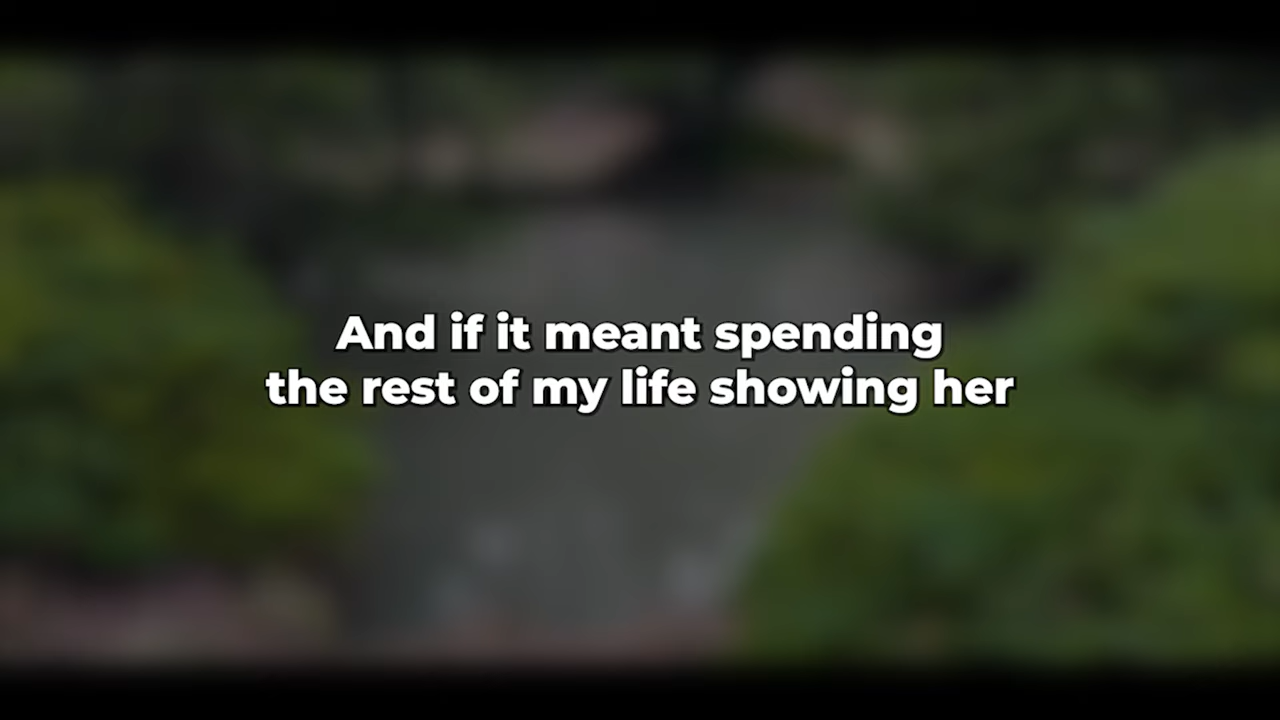 And if it meant spending
the rest of my life showing her